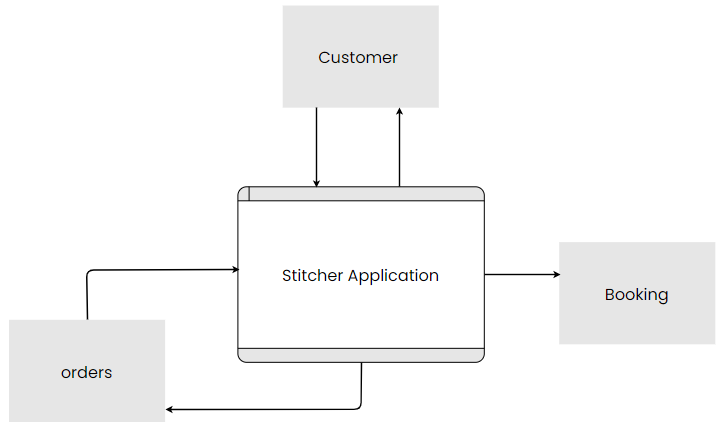 Customer
Stitcher Application
Booking
orders